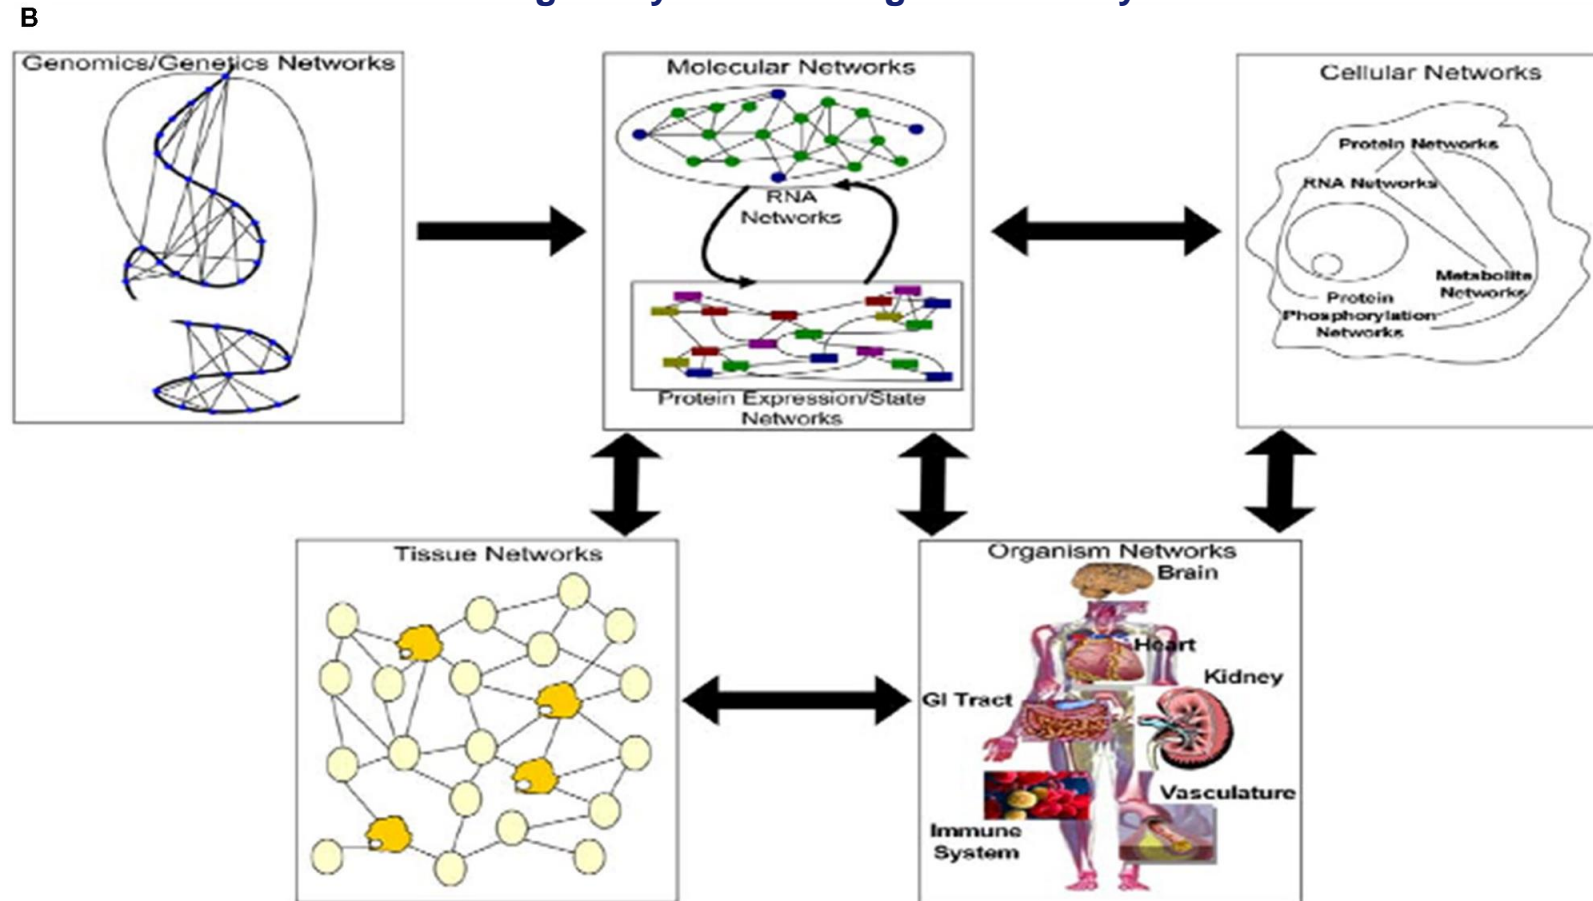 B
Genomics/Genetics Networks
Molecular Networks
RNA
Networks
Protein Expression/State
Networks
Cellular Networks
Protein Networks
RNA Networks
Metabolite
Networks
Protein
Phosphorylation
Networks
Tissue Networks
Organism Networks
Brain
Heart
Kidney
GI Tract
Vasculature
Immune
System